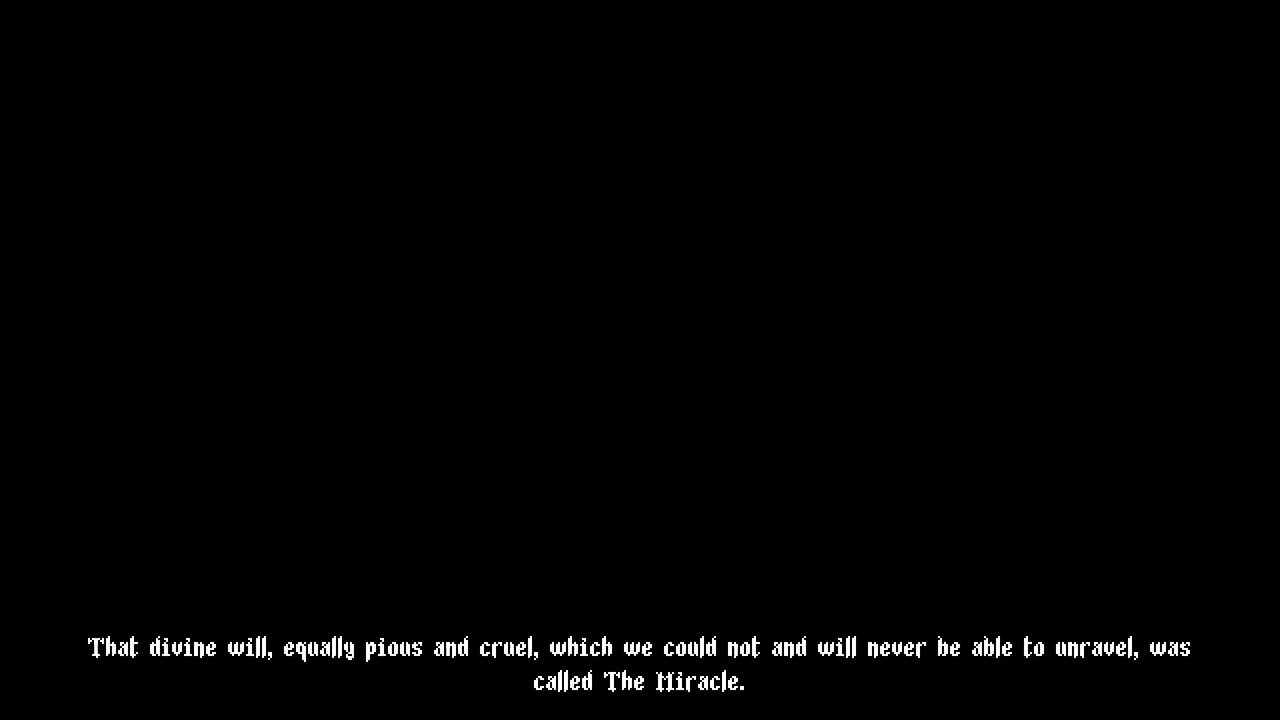 That divine will, equally pious and cruel, which we could not and will never be able to unravel, was
called The Miracle.